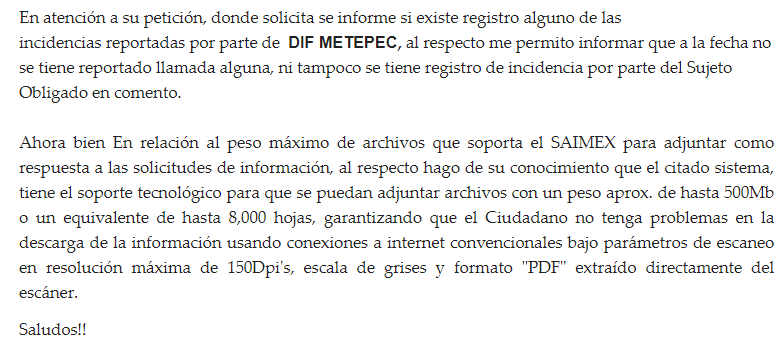 En atención a su petición, donde solicita se informe si existe registro alguno de las
incidencias reportadas por parte de DIF METEPEC, al respecto me permito informar que a la fecha no
se tiene reportado llamada alguna, ni tampoco se tiene registro de incidencia por parte del Sujeto
Obligado en comento.
Ahora bien En relación al peso máximo de archivos que soporta el SAIMEX para adjuntar como
respuesta a las solicitudes de información, al respecto hago de su conocimiento que el citado sistema,
tiene el soporte tecnológico para que se puedan adjuntar archivos con un peso aprox. de hasta 500Mb
o un equivalente de hasta 8,000 hojas, garantizando que el Ciudadano no tenga problemas en la
descarga de la información usando conexiones a internet convencionales bajo parámetros de escaneo
en resolución máxima de 150Dpi's, escala de grises y formato "PDF" extraído directamente del
escáner.
Saludos!!